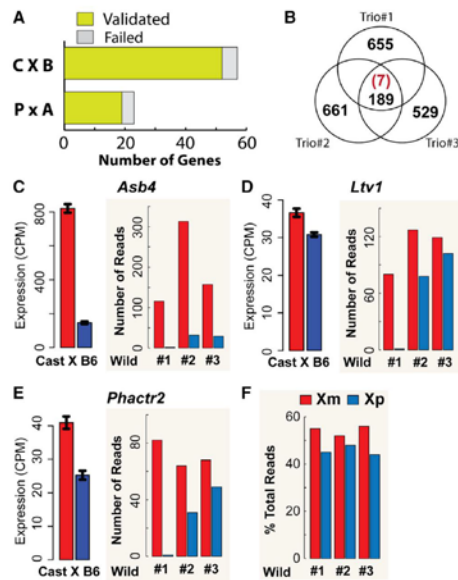 A
Validated
Failed
C X B
P x A
0 20 40 60
Number of Genes
B
Trio#1
655
(7)
189
661
529
Trio#2
Trio#3
C
Asb4
Expression (CPM)
0 400 800
Cast X B6
Number of Reads
0 100 200 300
Wild #1 #2 #3
D
Ltv1
Expression (CPM)
0 10 20 30 40
Cast X B6
Number of Reads
0 60 120
Wild #1 #2 #3
E
Phactr2
Expression (CPM)
0 10 20 30 40
Cast X B6
Number of Reads
0 40 80
Wild #1 #2 #3
F
Xm Xp
% Total Reads
0 20 40 60
Wild #1 #2 #3